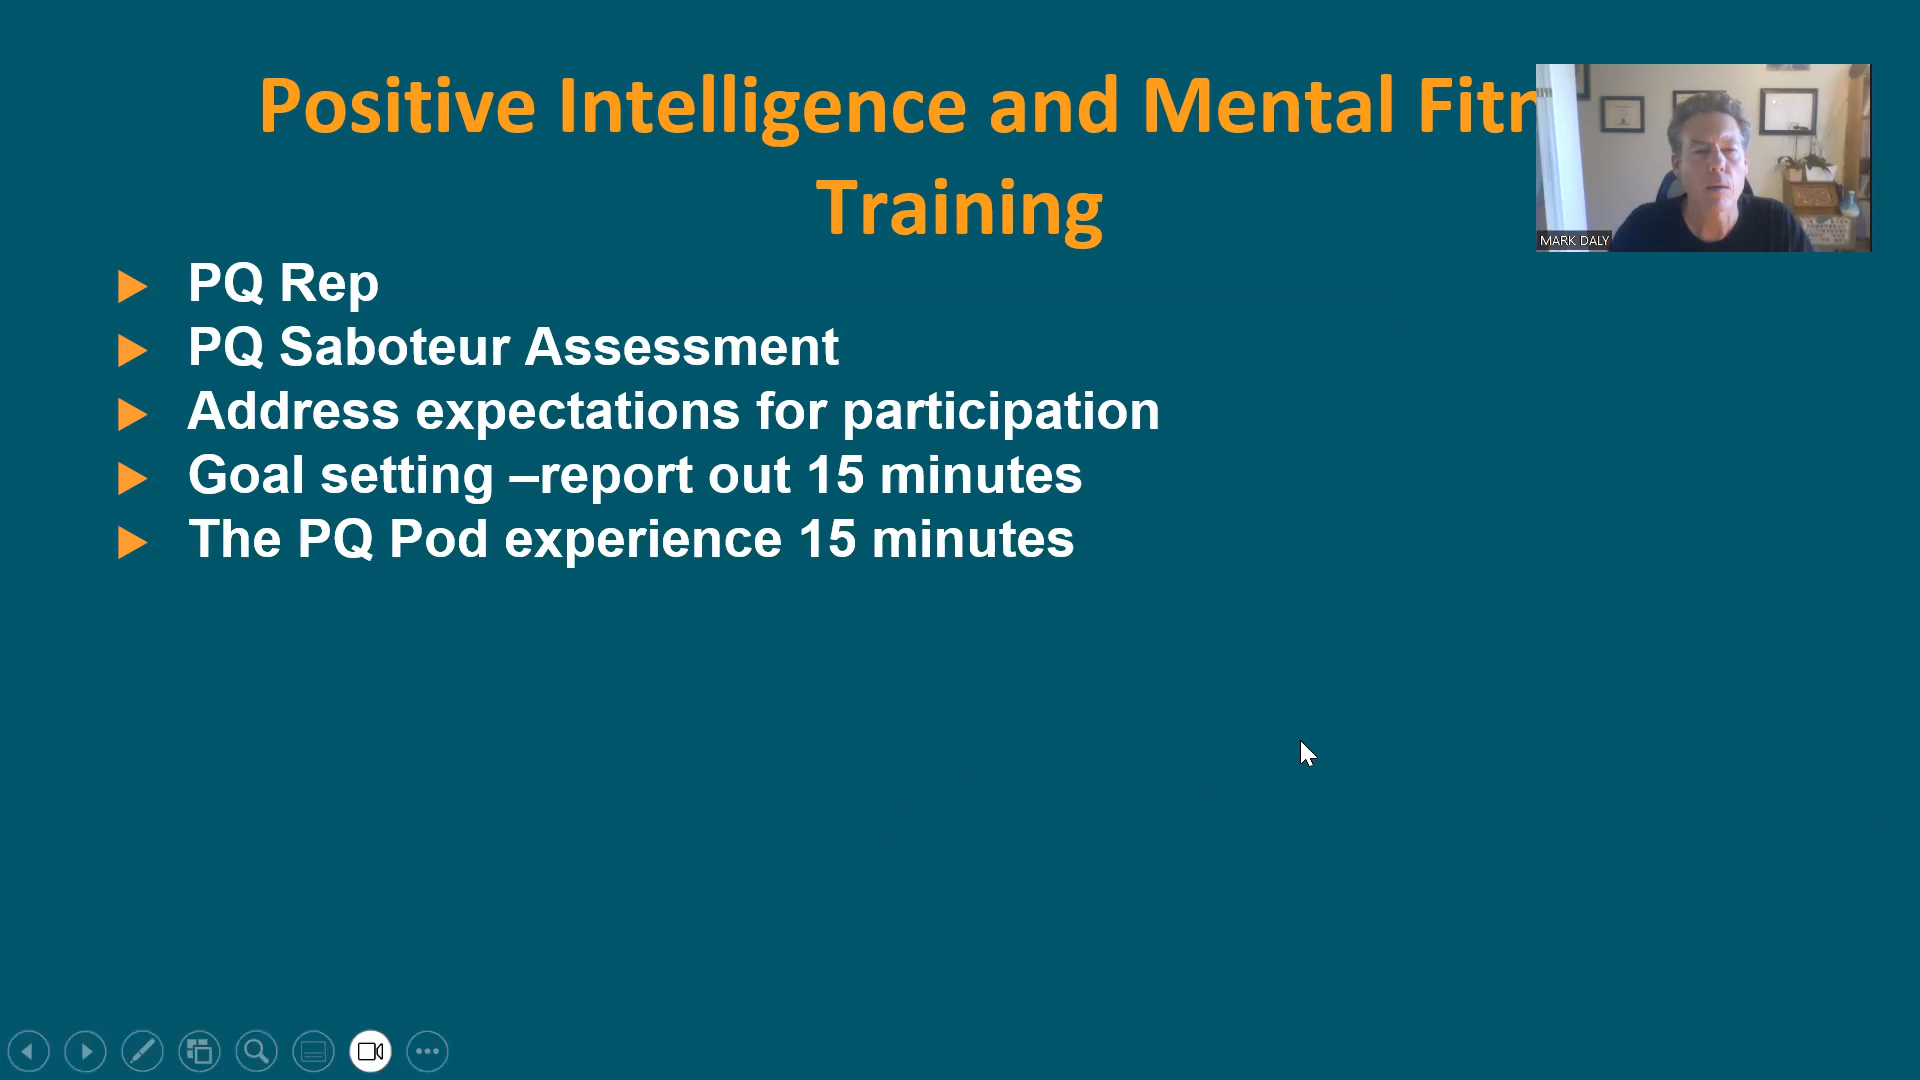 Positive Intelligence and Mental Fitn
Training
MARK DALY
PQ Rep
PQ Saboteur Assessment
Address expectations for participation
Goal setting –report out 15 minutes
The PQ Pod experience 15 minutes